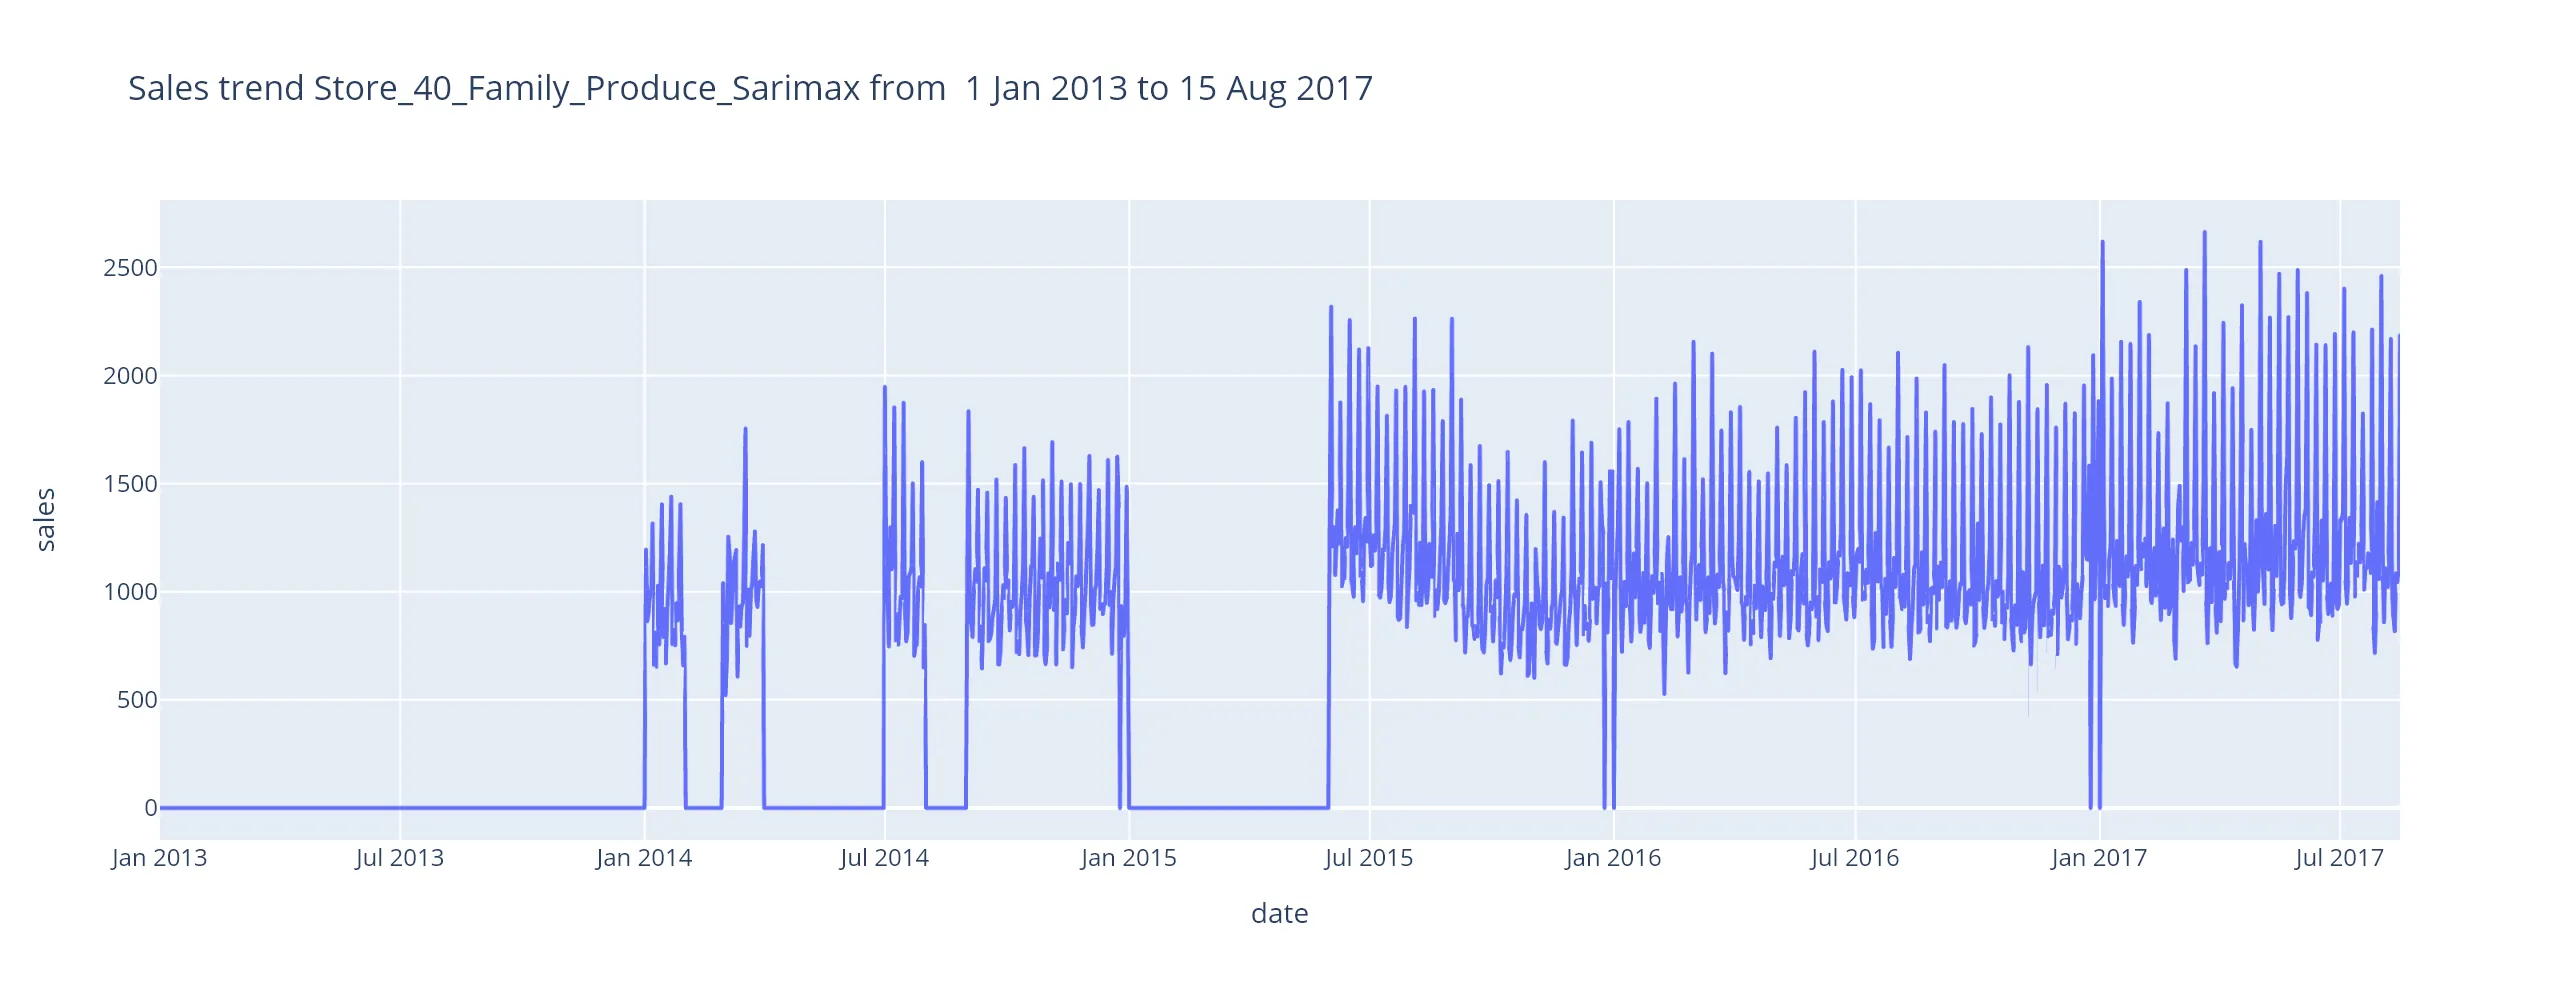 Sales trend Store_40_Family_Produce_Sarimax from  1 Jan 2013 to 15 Aug 2017
2500
2000
1500
1000
500
0
sales
Jan 2013 Jul 2013 Jan 2014 Jul 2014 Jan 2015 Jul 2015 Jan 2016 Jul 2016 Jan 2017 Jul 2017
date